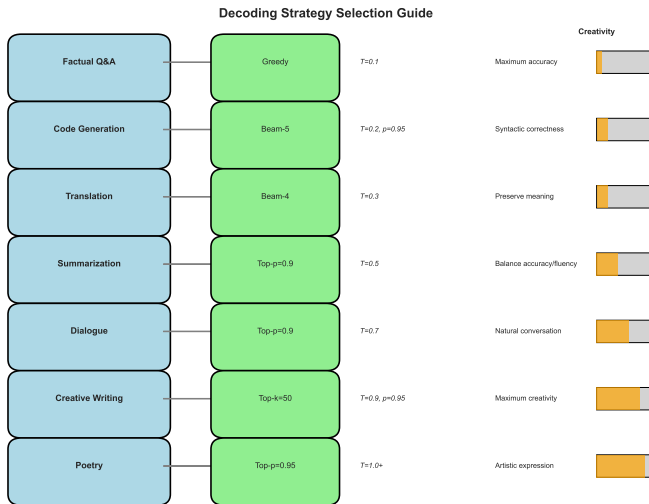 Decoding Strategy Selection Guide
Creativity
Factual Q&A Greedy T=0.1 Maximum accuracy
Code Generation Beam-5 T=0.2, p=0.95 Syntactic correctness
Translation Beam-4 T=0.3 Preserve meaning
Summarization Top-p=0.9 T=0.5 Balance accuracy/fluency
Dialogue Top-p=0.9 T=0.7 Natural conversation
Creative Writing Top-k=50 T=0.9, p=0.95 Maximum creativity
Poetry Top-p=0.95 T=1.0+ Artistic expression